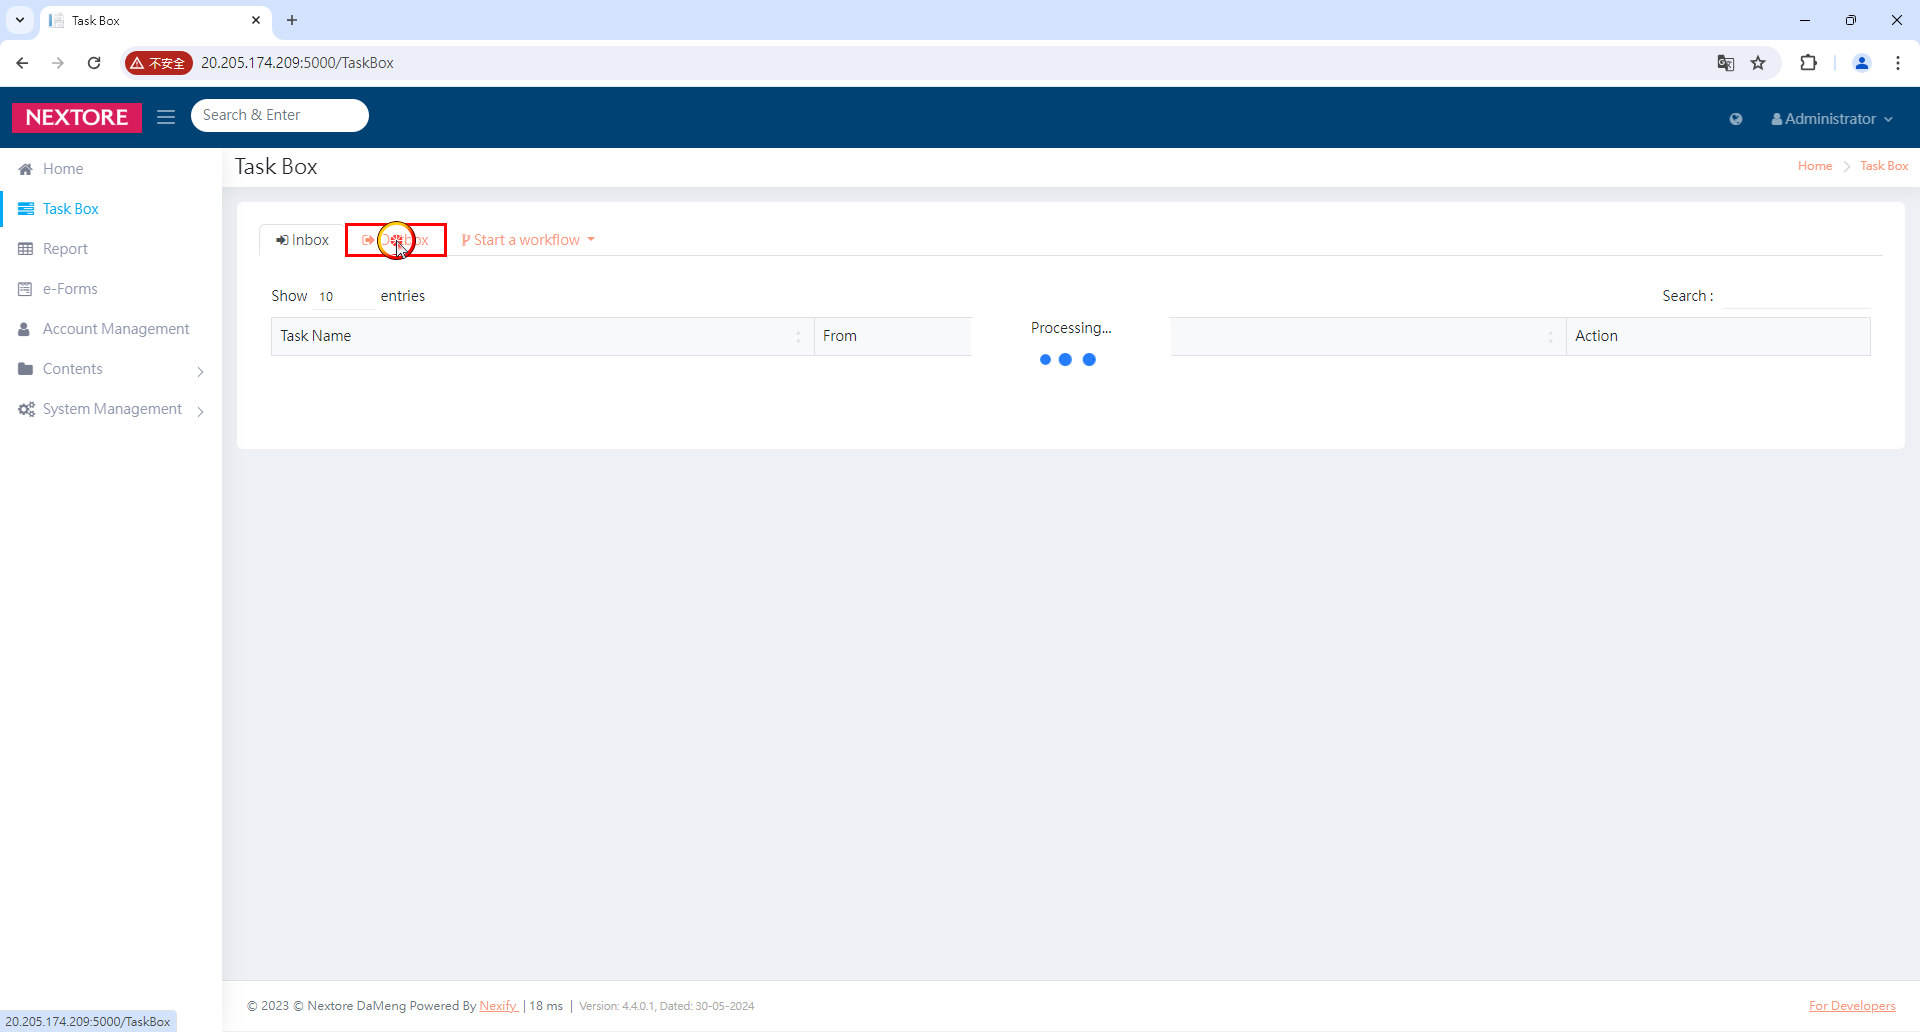 Task Box
不安全
20.205.174.209:5000/TaskBox
NEXTORE
Search & Enter
Administrator
Home
Task Box
Report
e-Forms
Account Management
Contents
System Management
Task Box
Home
Task Box
Inbox
Start a workflow
Show 10 entries
Search :
Task Name
From
Processing...
Action
© 2023 © Nextore DaMeng Powered By Nexify | 18 ms | Version: 4.4.0.1, Dated: 30-05-2024
For Developers
20.205.174.209:5000/TaskBox